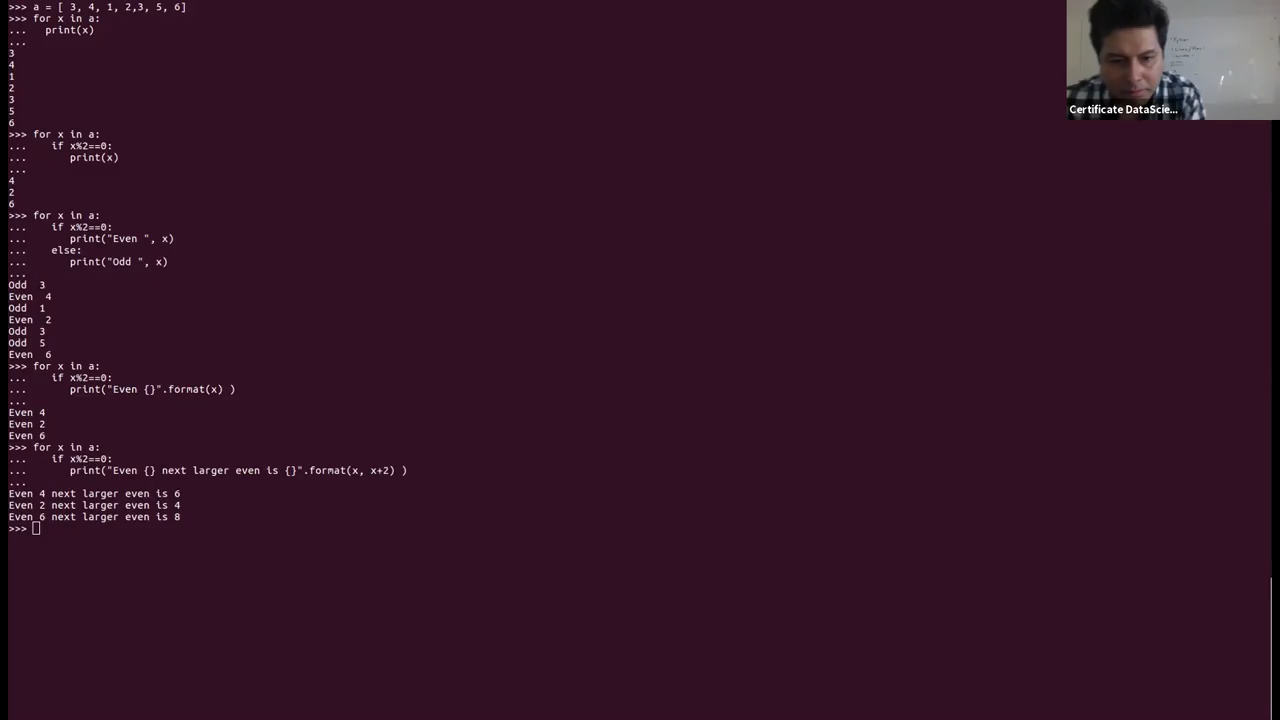 >>> a = [ 3, 4, 1, 2,3, 5, 6]
>>> for x in a:
...   print(x)
...
3
4
1
2
3
5
6
>>> for x in a:
...    if x%2==0:
...       print(x)
...
4
2
6
>>> for x in a:
...    if x%2==0:
...       print("Even ", x)
...    else:
...       print("Odd ", x)
...
Odd  3
Even  4
Odd  1
Even  2
Odd  3
Odd  5
Even  6
>>> for x in a:
...    if x%2==0:
...       print("Even {}".format(x) )
...
Even 4
Even 2
Even 6
>>> for x in a:
...    if x%2==0:
...       print("Even {} next larger even is {}".format(x, x+2) )
...
Even 4 next larger even is 6
Even 2 next larger even is 4
Even 6 next larger even is 8
>>>
Certificate DataScie...